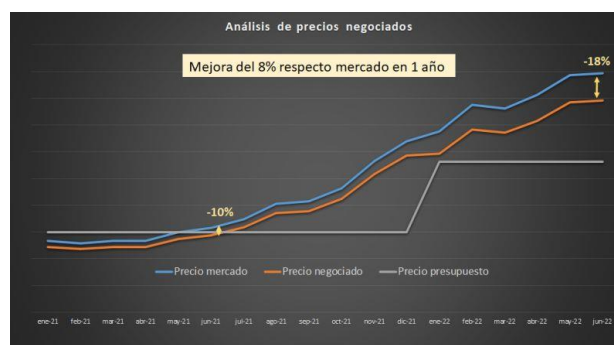 Análisis de precios negociados
Mejora del 8% respecto mercado en 1 año
-18%
-10%
Precio mercado
Precio negociado
Precio presupuesto
ene-21 feb-21 mar-21 abr-21 may-21 jun-21 jul-21 ago-21 sep-21 oct-21 nov-21 dic-21 ene-22 feb-22 mar-22 abr-22 may-22 jun-22